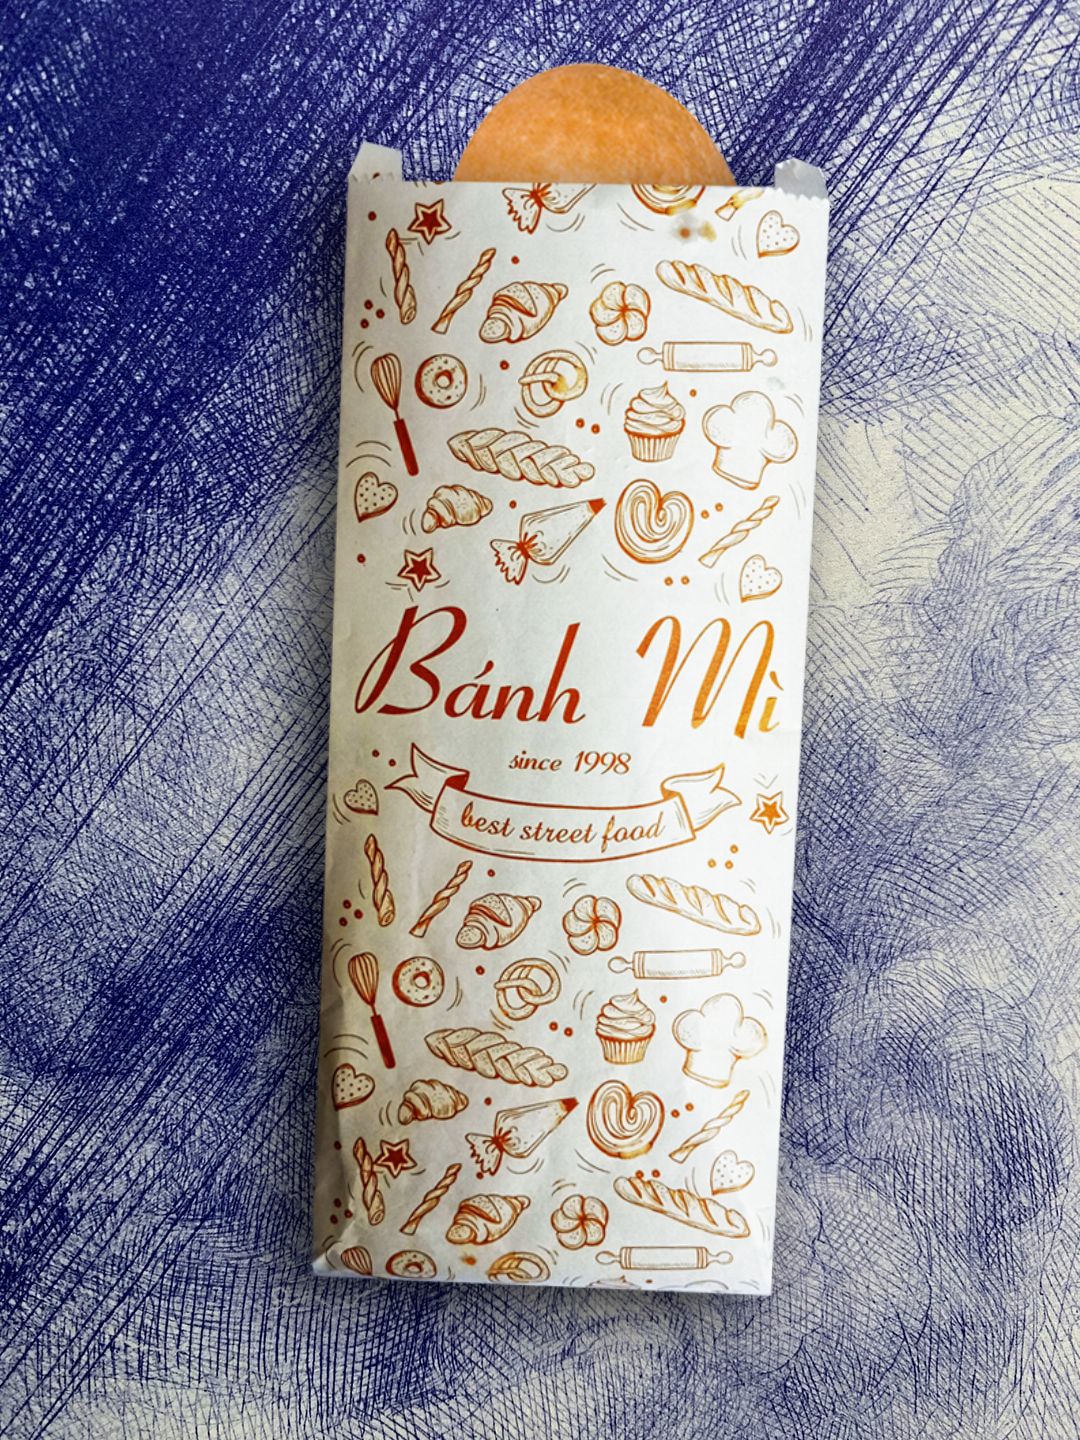 Bánh Mì
since 1998
best street food